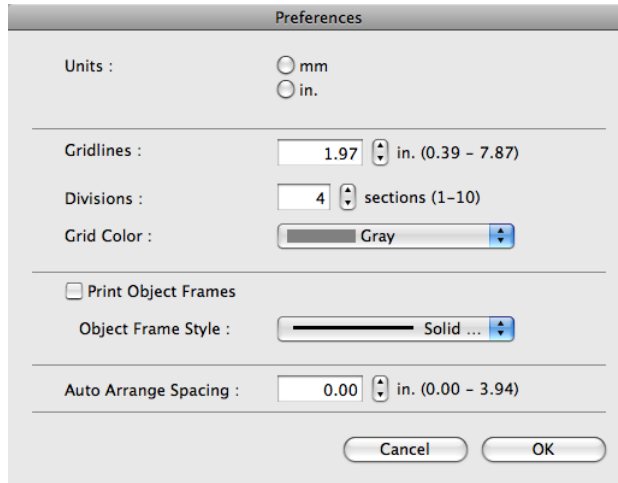 Preferences
Units :
mm
in.
Gridlines :
1.97 in. (0.39 – 7.87)
Divisions :
4 sections (1–10)
Grid Color :
Gray
Print Object Frames
Object Frame Style :
Solid ...
Auto Arrange Spacing :
0.00 in. (0.00 – 3.94)
Cancel
OK